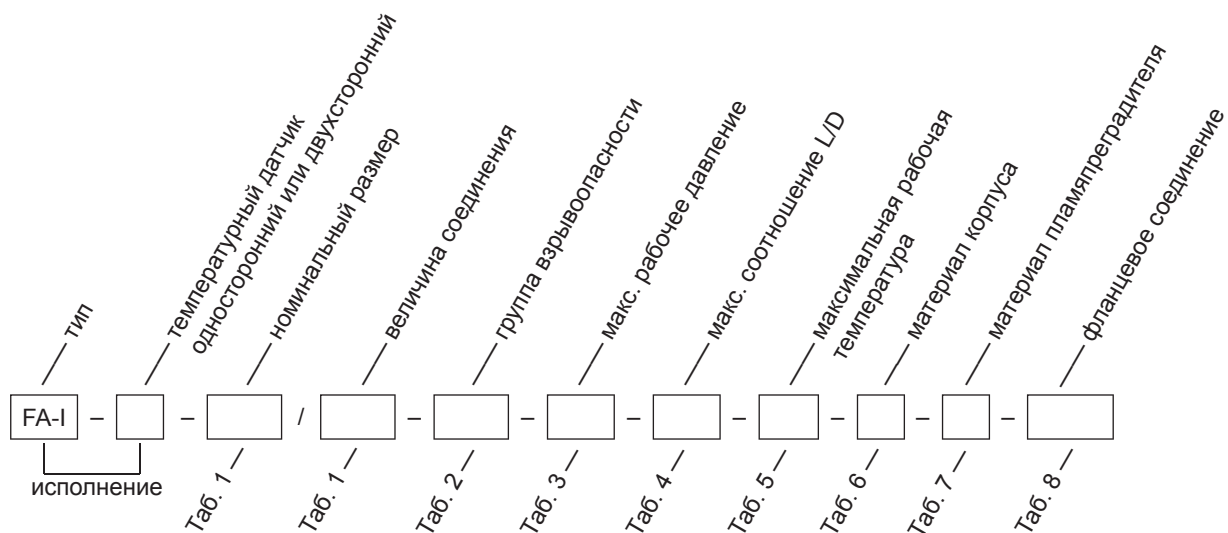 тип
температурный датчик
односторонний или двухсторонний
номинальный размер
величина соединения
группа взрывоопасности
макс. рабочее давление
макс. соотношение L/D
максимальная рабочая
температура
материал корпуса
материал пламяпреградителя
фланцевое соединение
FA-I – – / – – – – – – –
исполнение
Таб. 1
Таб. 1
Таб. 2
Таб. 3
Таб. 4
Таб. 5
Таб. 6
Таб. 7
Таб. 8